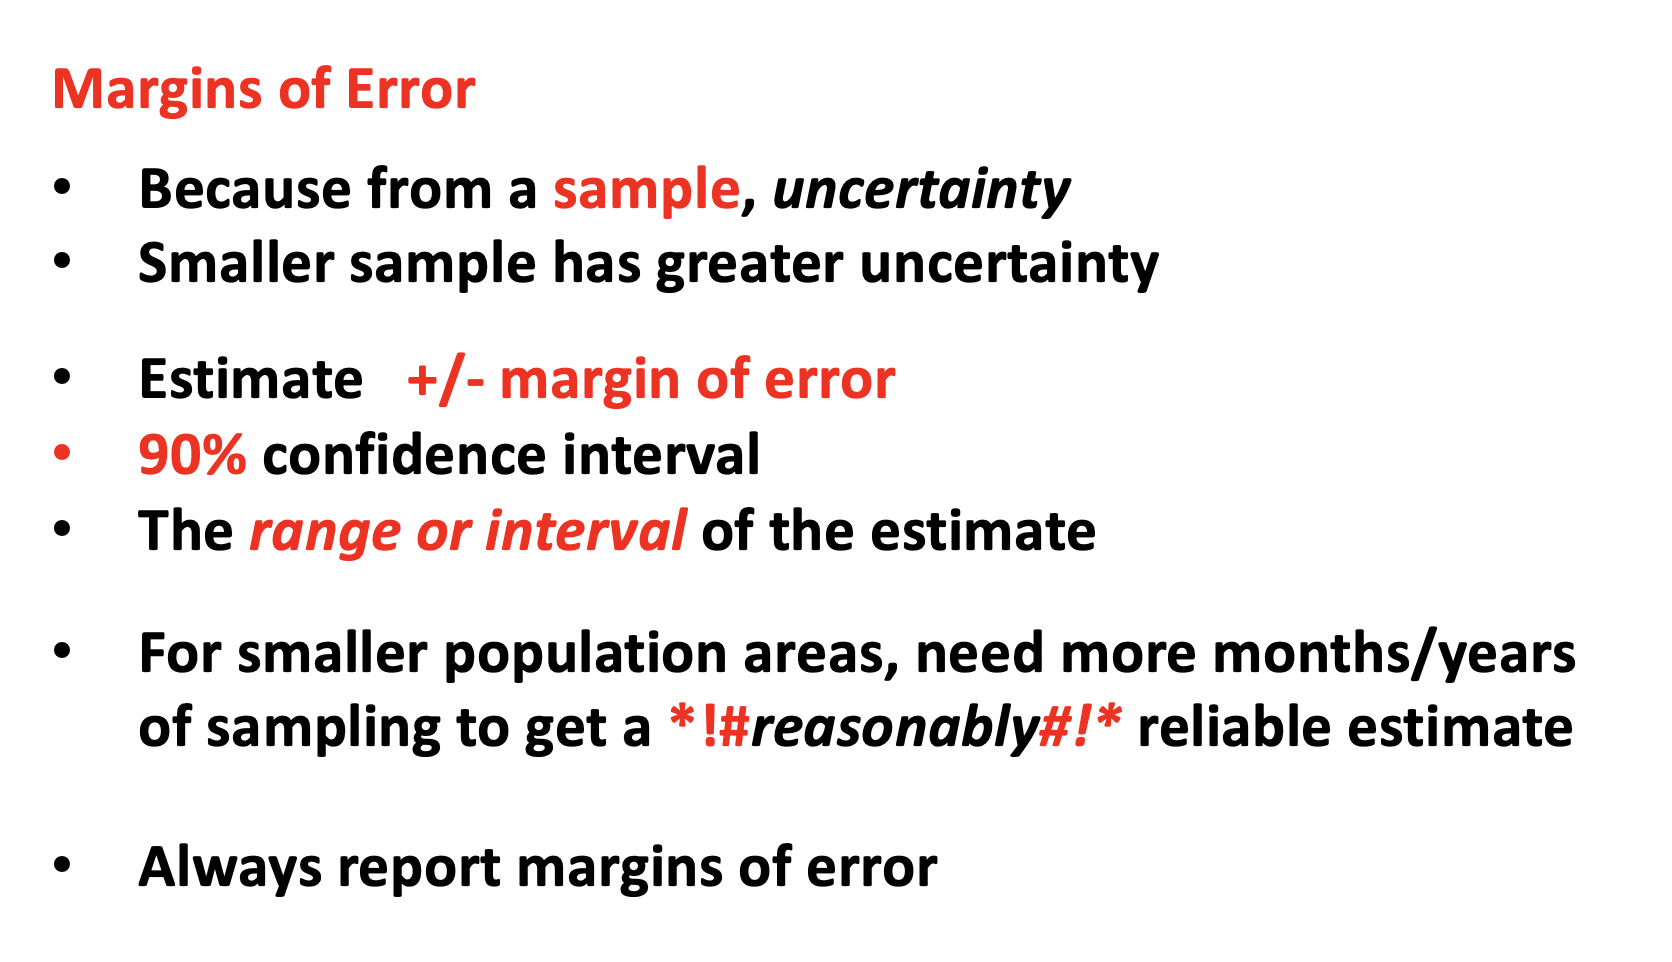 Margins of Error
• Because from a sample, uncertainty
• Smaller sample has greater uncertainty
• Estimate +/- margin of error
• 90% confidence interval
• The range or interval of the estimate
• For smaller population areas, need more months/years
of sampling to get a *!#reasonably#!* reliable estimate
• Always report margins of error